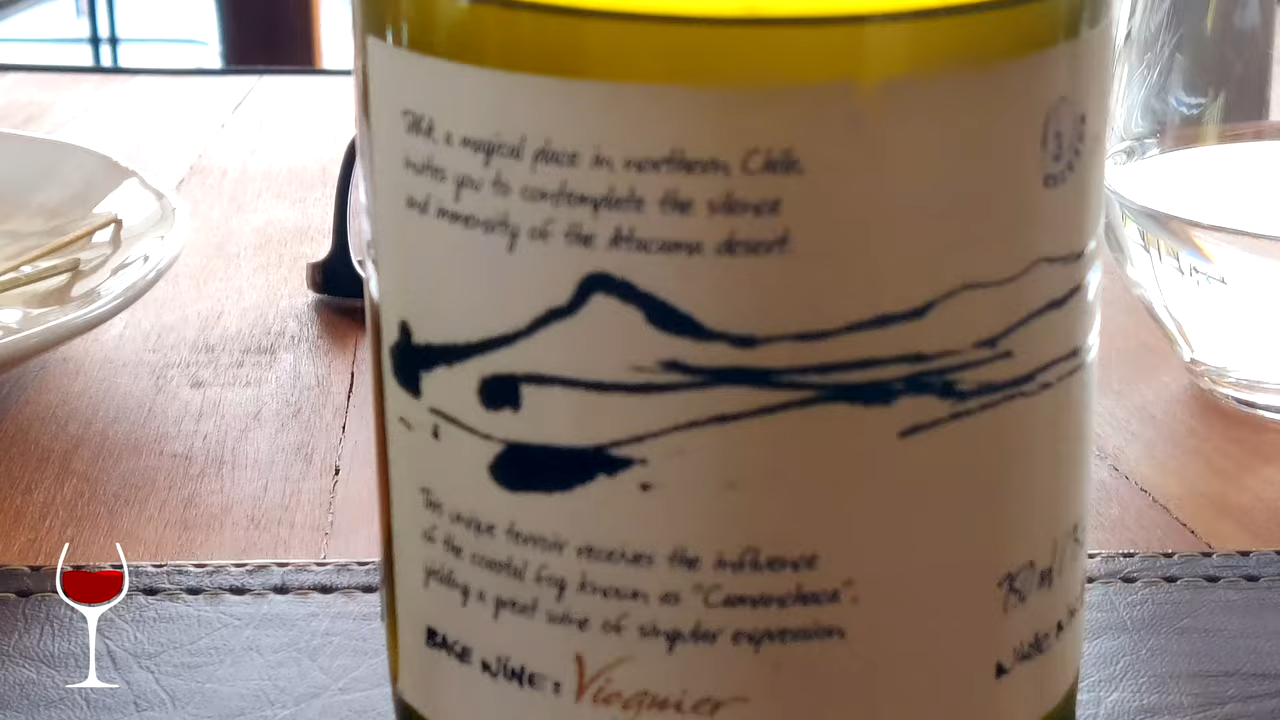 a magical place in northern Chile,
invites you to contemplate the silence
and immensity of the Atacama desert.
This unique terroir receives the influence
of the coastal fog known as "Camanchaca".
yielding a great wine of singular expression
BASE WINE: Viognier
750 ml